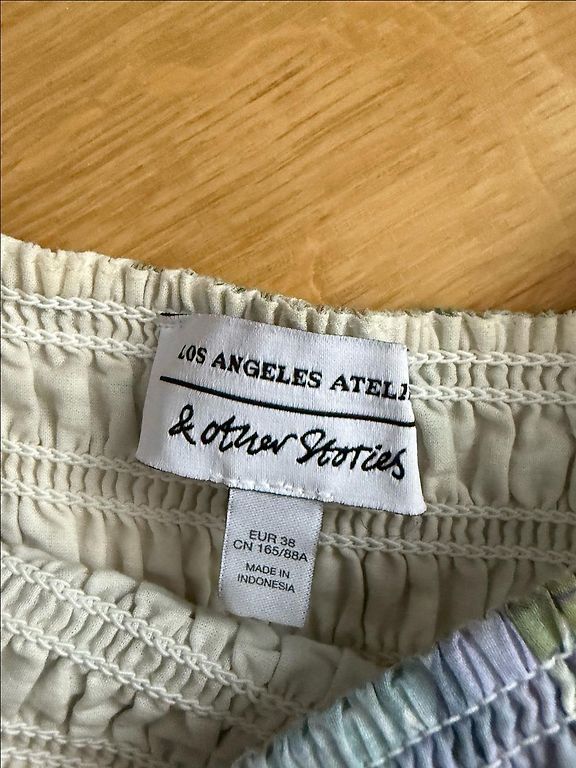 LOS ANGELES ATELI
& other Stories
EUR 38
CN 165/88A
MADE IN
INDONESIA